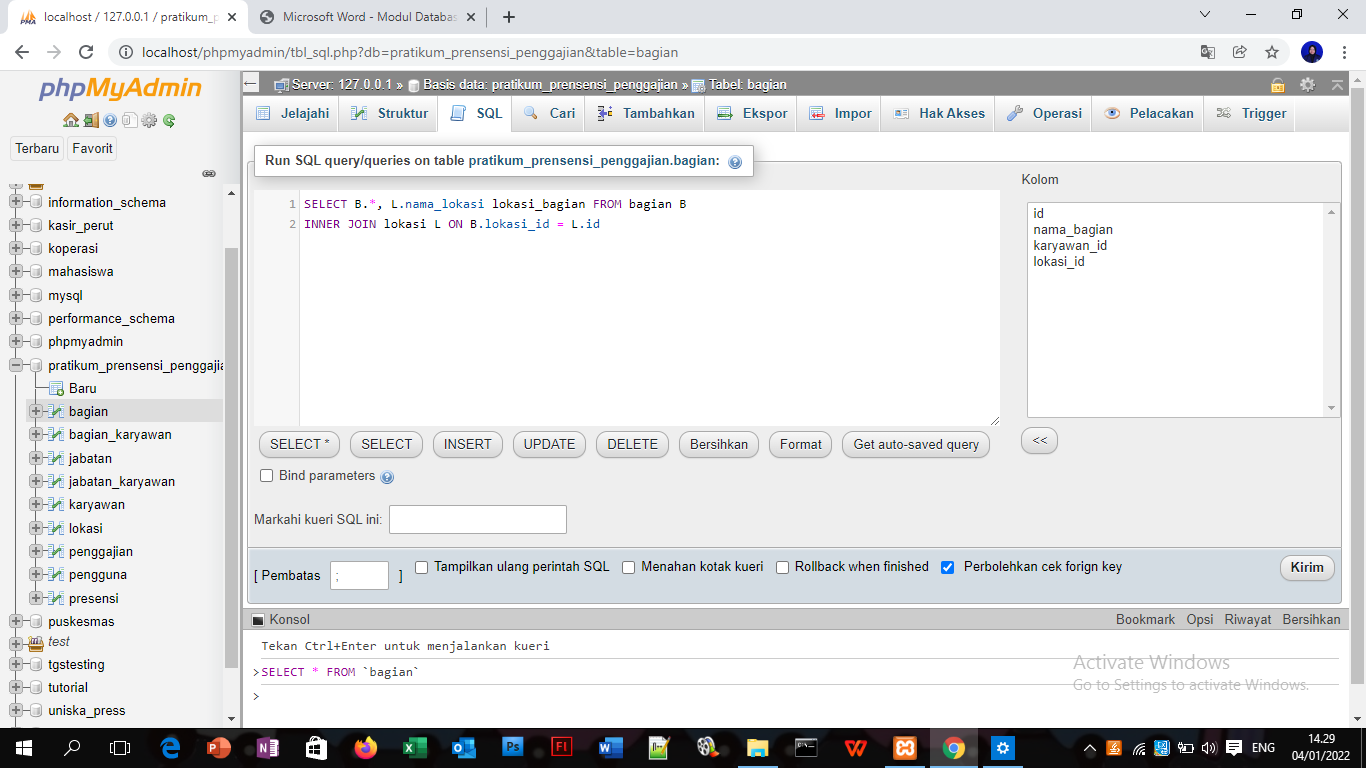 localhost / 127.0.0.1 / pratikum_p
Microsoft Word - Modul Databas
localhost/phpmyadmin/tbl_sql.php?db=pratikum_prensensi_penggajian&table=bagian
phpMyAdmin
Terbaru Favorit
information_schema
kasir_perut
koperasi
mahasiswa
mysql
performance_schema
phpmyadmin
pratikum_prensensi_penggajia
Baru
bagian
bagian_karyawan
jabatan
jabatan_karyawan
karyawan
lokasi
penggajian
pengguna
presensi
puskesmas
test
tgstesting
tutorial
uniska_press
Server: 127.0.0.1 » Basis data: pratikum_prensensi_penggajian » Tabel: bagian
Jelajahi Struktur SQL Cari Tambahkan Ekspor Impor Hak Akses Operasi Pelacakan Trigger
Run SQL query/queries on table pratikum_prensensi_penggajian.bagian:
1 SELECT B.*, L.nama_lokasi lokasi_bagian FROM bagian B
2 INNER JOIN lokasi L ON B.lokasi_id = L.id
Kolom
id
nama_bagian
karyawan_id
lokasi_id
SELECT * SELECT INSERT UPDATE DELETE Bersihkan Format Get auto-saved query <<
Bind parameters
Markahi kueri SQL ini:
[ Pembatas ; ] Tampilkan ulang perintah SQL Menahan kotak kueri Rollback when finished Perbolehkan cek forign key Kirim
Konsol Bookmark Opsi Riwayat Bersihkan
Tekan Ctrl+Enter untuk menjalankan kueri
>SELECT * FROM `bagian`
>
Activate Windows
Go to Settings to activate Windows.
ENG
14.29
04/01/2022